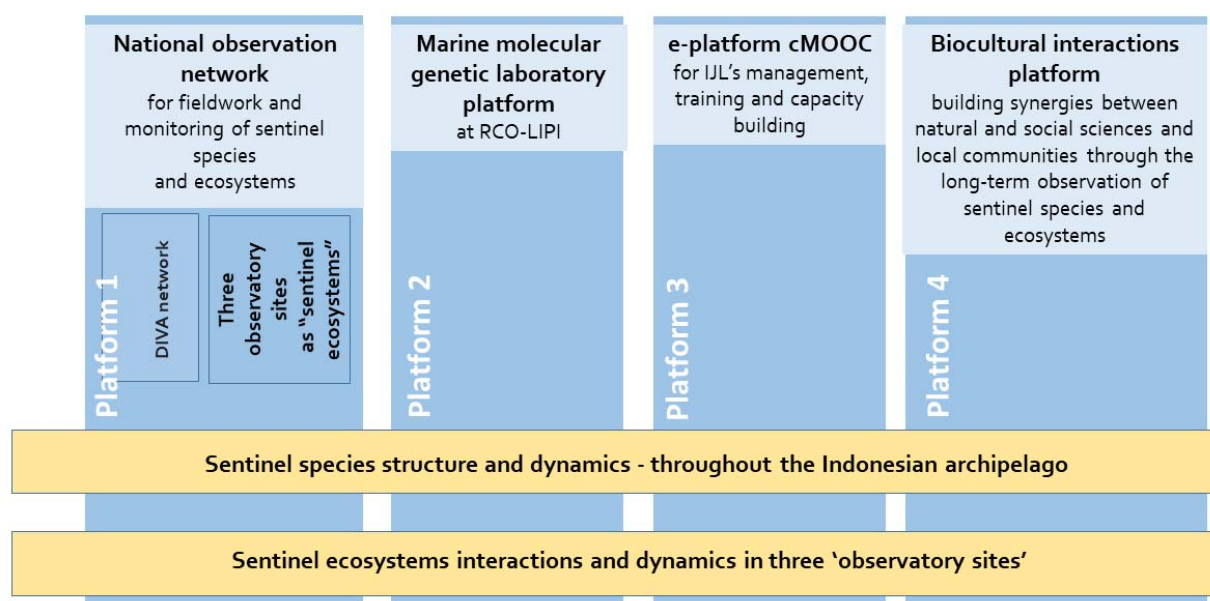 National observation
network
for fieldwork and
monitoring of sentinel
species
and ecosystems
DIVA network
Three
observatory
sites
as “sentinel
ecosystems”
Platform 1
Marine molecular
genetic laboratory
platform
at RCO-LIPI
Platform 2
e-platform cMOOC
for IJL’s management,
training and capacity
building
Platform 3
Biocultural interactions
platform
building synergies between
natural and social sciences and
local communities through the
long-term observation of
sentinel species and
ecosystems
Platform 4
Sentinel species structure and dynamics - throughout the Indonesian archipelago
Sentinel ecosystems interactions and dynamics in three ‘observatory sites’